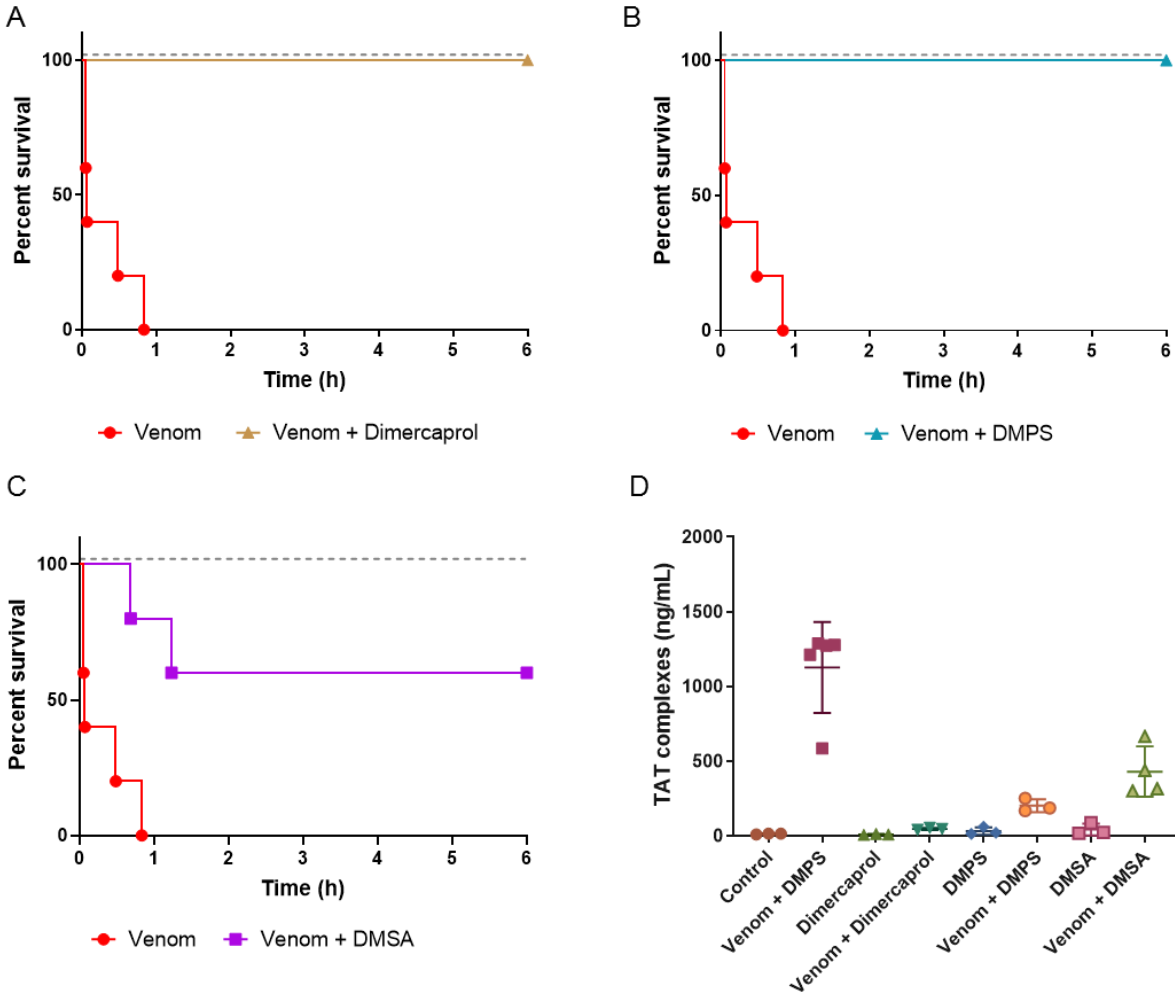 A
Percent survival
100
50
0
0 1 2 3 4 5 6
Time (h)
Venom Venom + Dimercaprol
B
Percent survival
100
50
0
0 1 2 3 4 5 6
Time (h)
Venom Venom + DMPS
C
Percent survival
100
50
0
0 1 2 3 4 5 6
Time (h)
Venom Venom + DMSA
D
TAT complexes (ng/mL)
2000
1500
1000
500
0
Control
Venom + DMPS
Dimercaprol
Venom + Dimercaprol
DMPS
Venom + DMPS
DMSA
Venom + DMSA